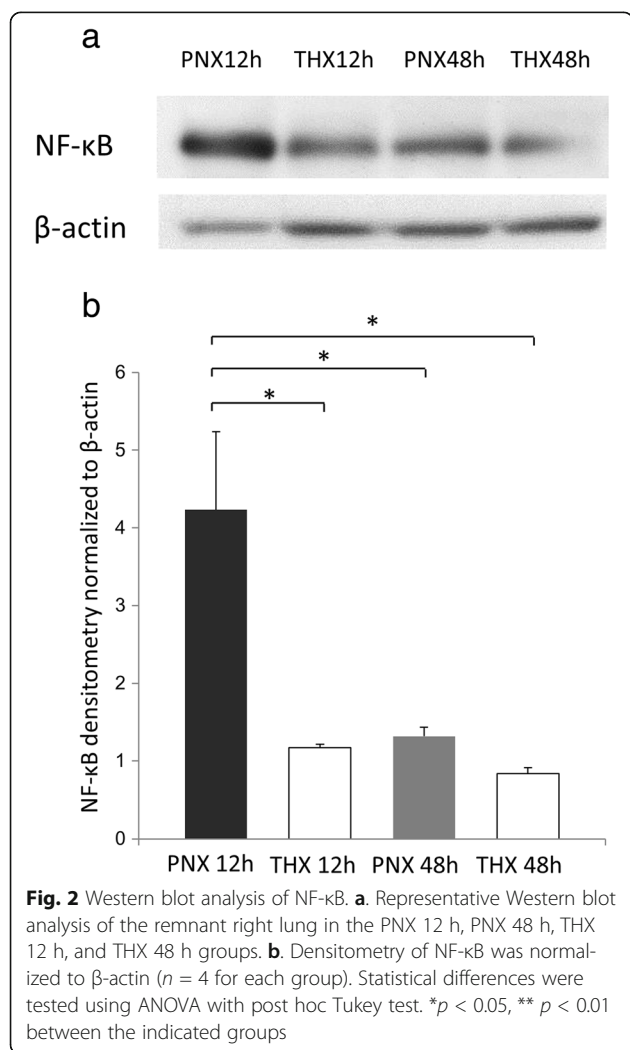 a
PNX12h THX12h PNX48h THX48h
NF-κB
β-actin
b
*
*
*
NF-κB densitometry normalized to β-actin
6
5
4
3
2
1
0
PNX 12h THX 12h PNX 48h THX 48h
Fig. 2 Western blot analysis of NF-κB. a. Representative Western blot
analysis of the remnant right lung in the PNX 12 h, PNX 48 h, THX
12 h, and THX 48 h groups. b. Densitometry of NF-κB was normal-
ized to β-actin (n = 4 for each group). Statistical differences were
tested using ANOVA with post hoc Tukey test. *p < 0.05, ** p < 0.01
between the indicated groups